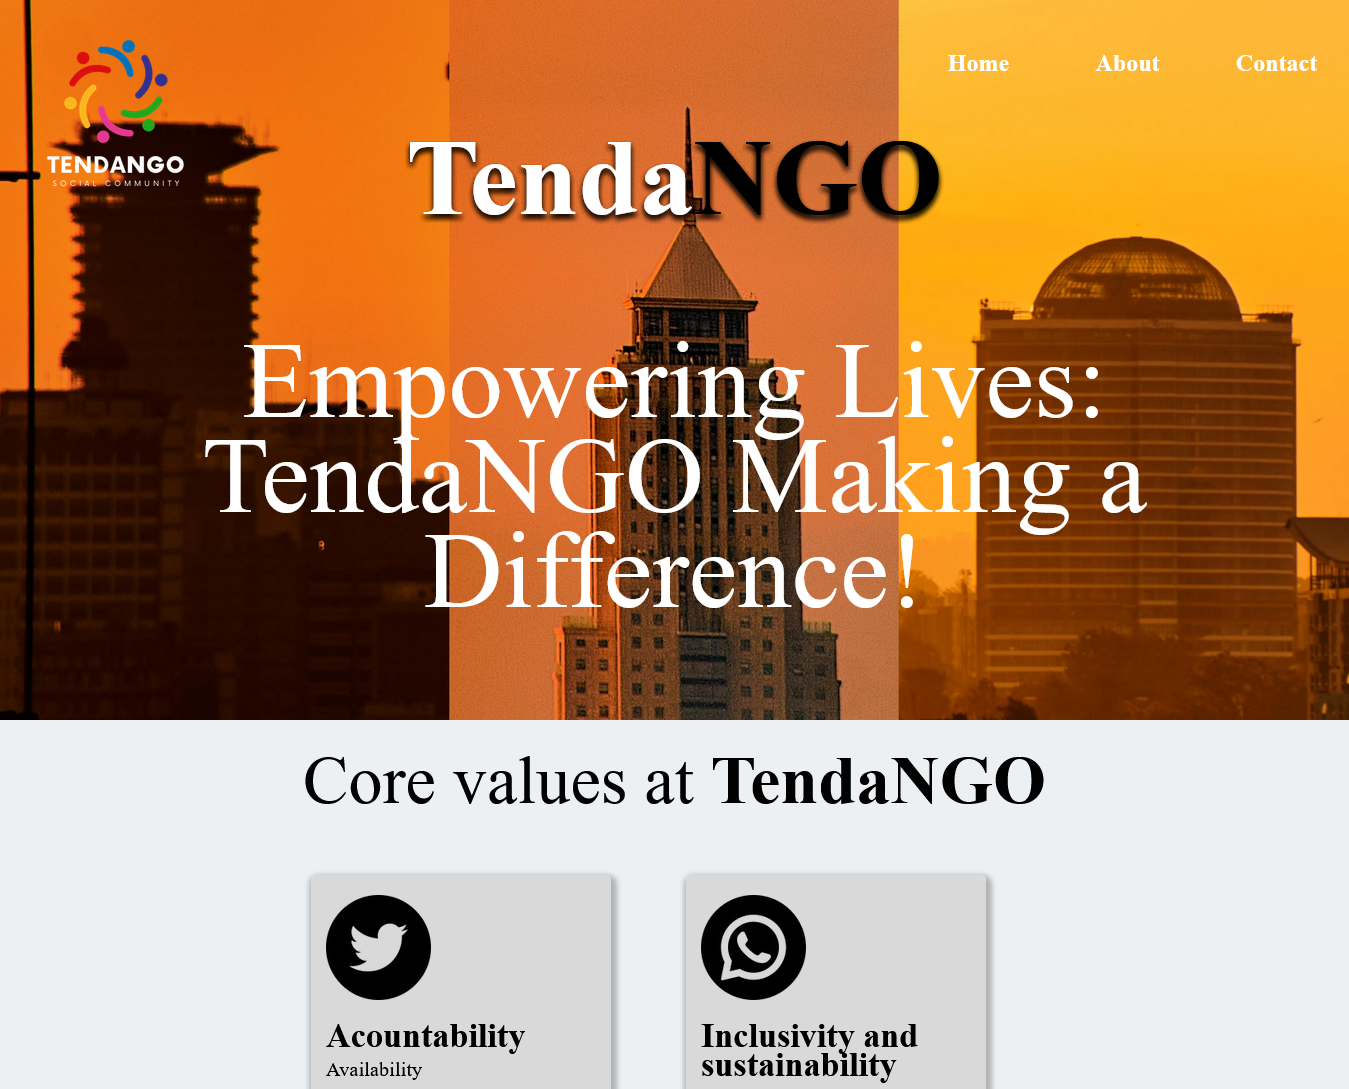 Home About Contact
TENDANGO
SOCIAL COMMUNITY
TendaNGO
Empowering Lives:
TendaNGO Making a
Difference!
Core values at TendaNGO
Acountability
Availability
Inclusivity and
sustainability